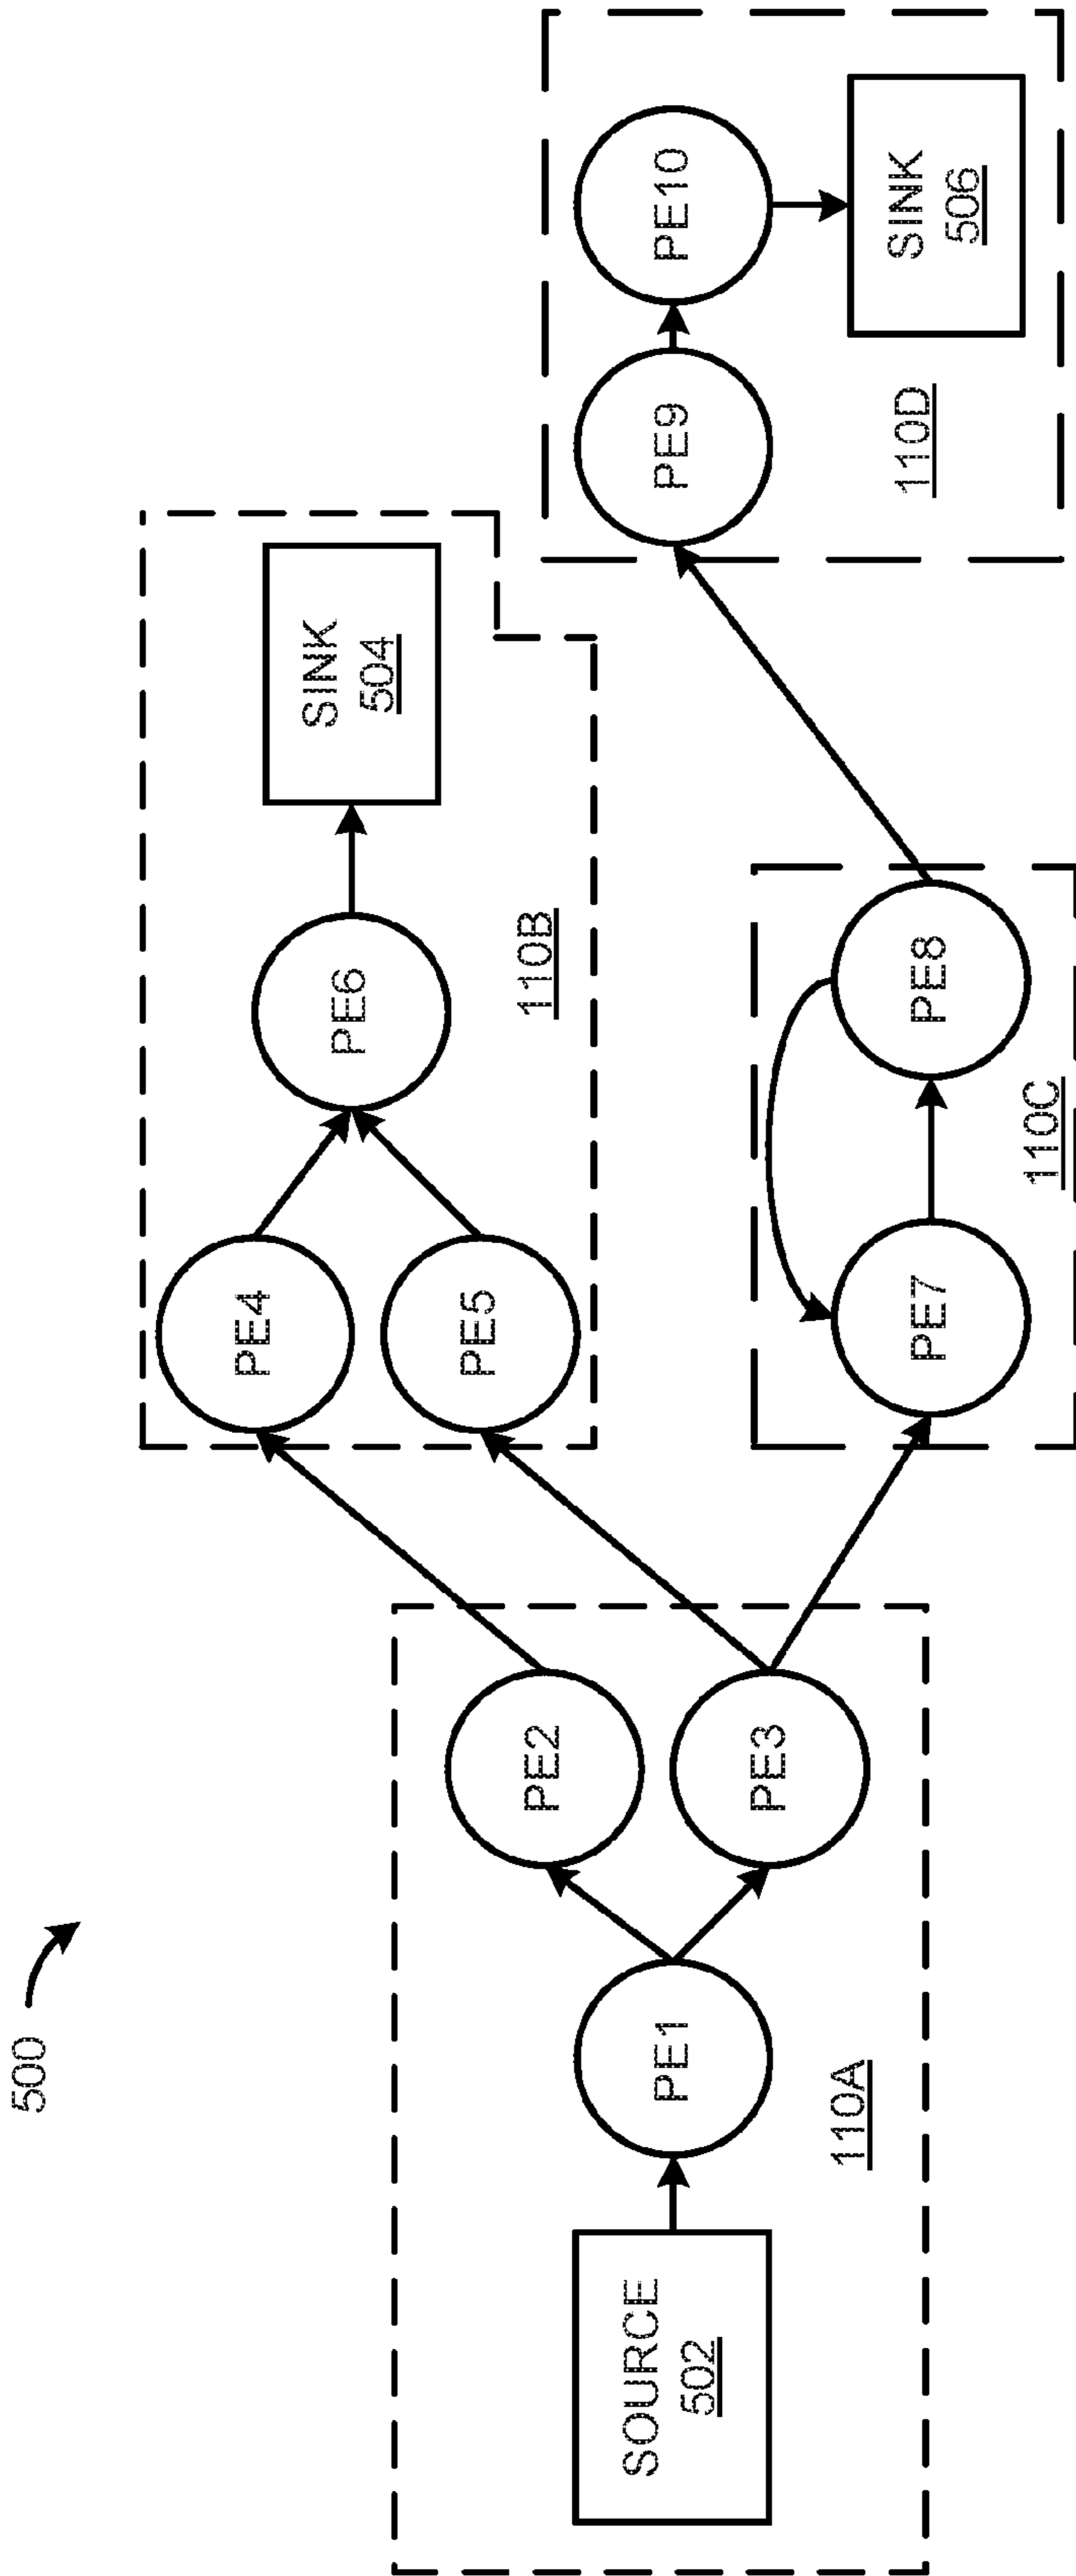 500
SOURCE
502
PE1
110A
PE2
PE3
PE4
PE5
PE6
SINK
504
110B
PE7
PE8
110C
PE9
PE10
SINK
506
110D